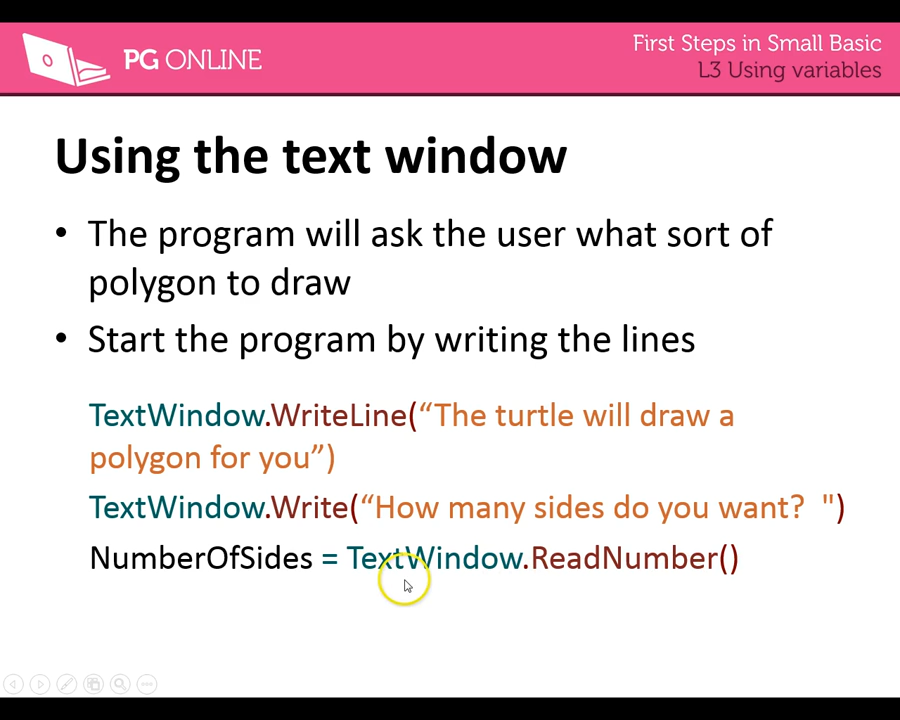 PG ONLINE
First Steps in Small Basic
L3 Using variables
Using the text window
• The program will ask the user what sort of
polygon to draw
• Start the program by writing the lines
TextWindow.WriteLine(“The turtle will draw a
polygon for you”)
TextWindow.Write(“How many sides do you want?  ")
NumberOfSides = TextWindow.ReadNumber()